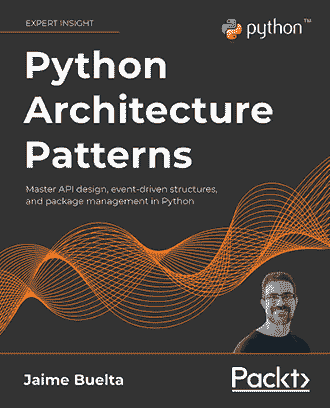 EXPERT INSIGHT
python™
Python
Architecture
Patterns
Master API design, event-driven structures,
and package management in Python
Jaime Buelta
Packt>